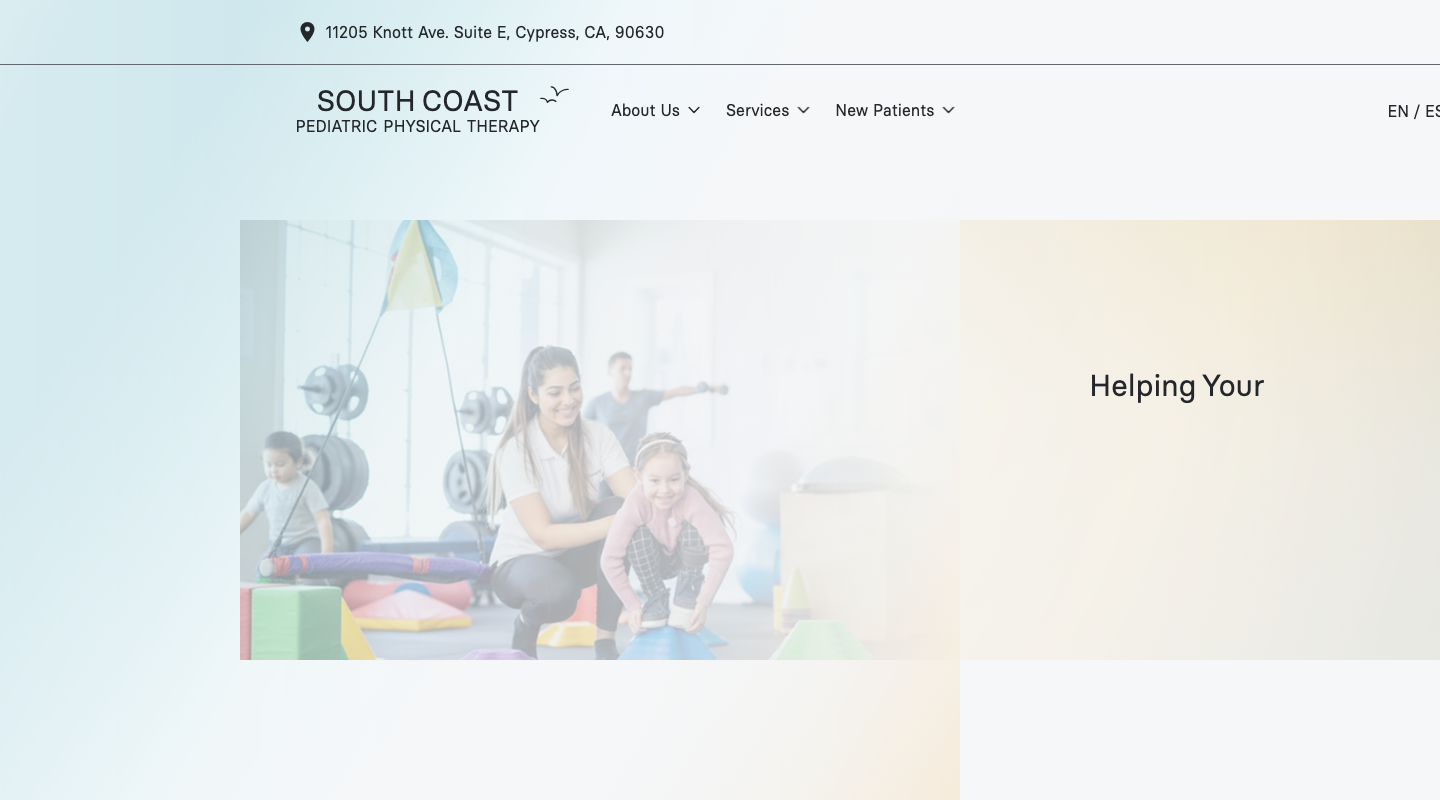 11205 Knott Ave. Suite E, Cypress, CA, 90630
SOUTH COAST
PEDIATRIC PHYSICAL THERAPY
About Us
Services
New Patients
EN / ES
Helping Your